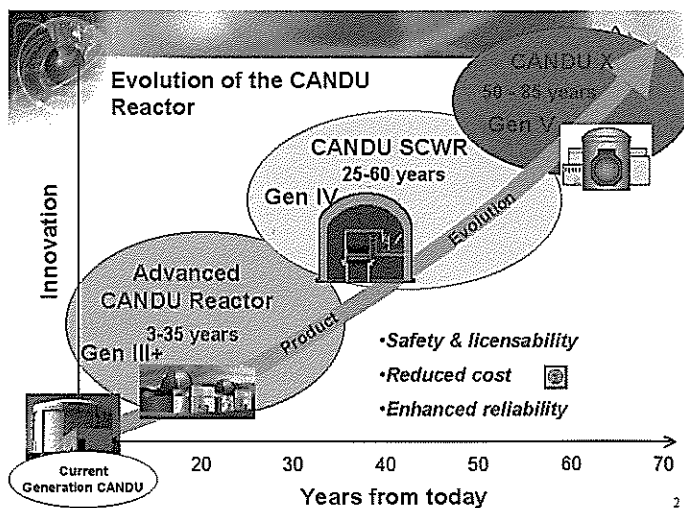 Evolution of the CANDU
Reactor
CANDU X
50 - 25 years
Gen V
CANDU SCWR
25-60 years
Gen IV
Advanced
CANDU Reactor
3-35 years
Gen III+
Innovation
Product
Evolution
•Safety & licensability
•Reduced cost
•Enhanced reliability
Current
Generation CANDU
20 30 40 50 60 70
Years from today
2